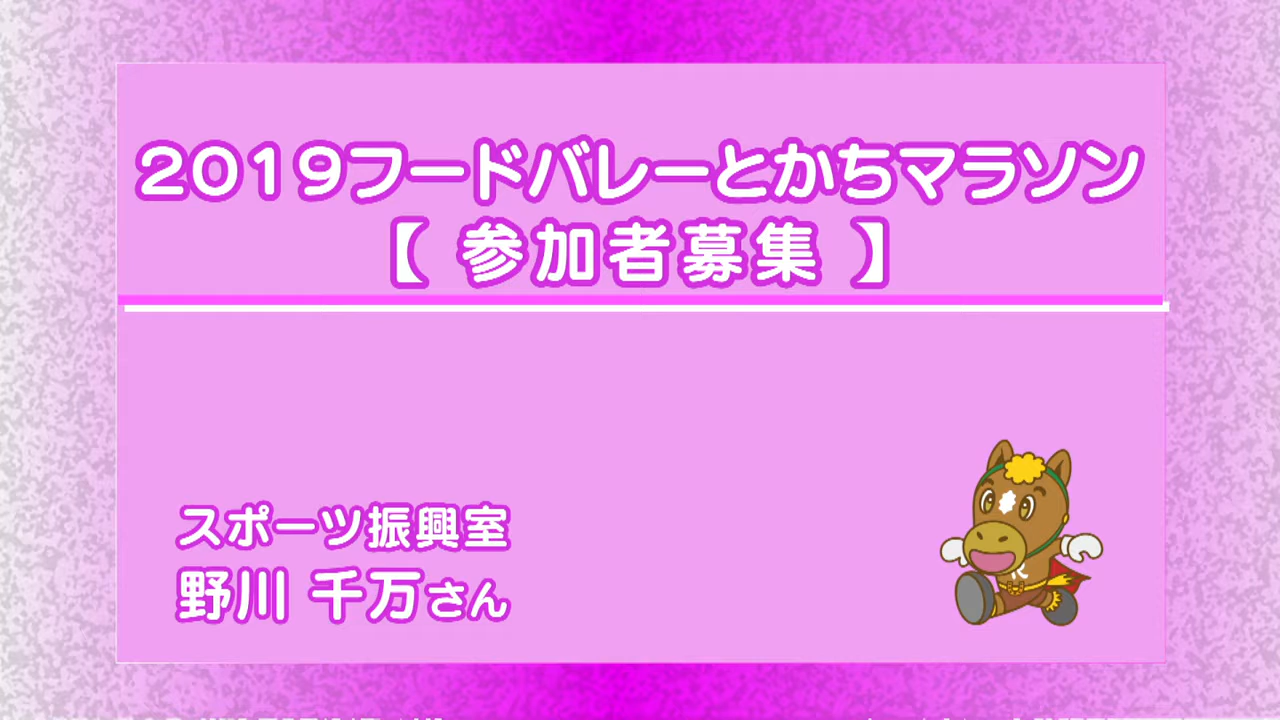 2019フードバレーとかちマラソン
【 参加者募集 】
スポーツ振興室
野川 千万さん